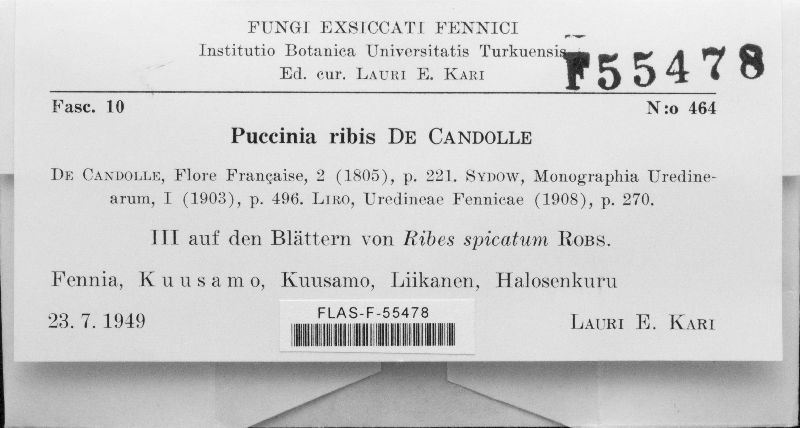 FUNGI EXSICCATI FENNICI
Institutio Botanica Universitatis Turkuensis
Ed. cur. LAURI E. KARI
F55478
Fasc. 10
N:o 464
Puccinia ribis DE CANDOLLE
DE CANDOLLE, Flore Française, 2 (1805), p. 221. SYDOW, Monographia Uredine-
arum, I (1903), p. 496. LIRO, Uredineae Fennicae (1908), p. 270.
III auf den Blättern von Ribes spicatum ROBS.
Fennia, Kuusamo, Kuusamo, Liikanen, Halosenkuru
23. 7. 1949
FLAS-F-55478
LAURI E. KARI